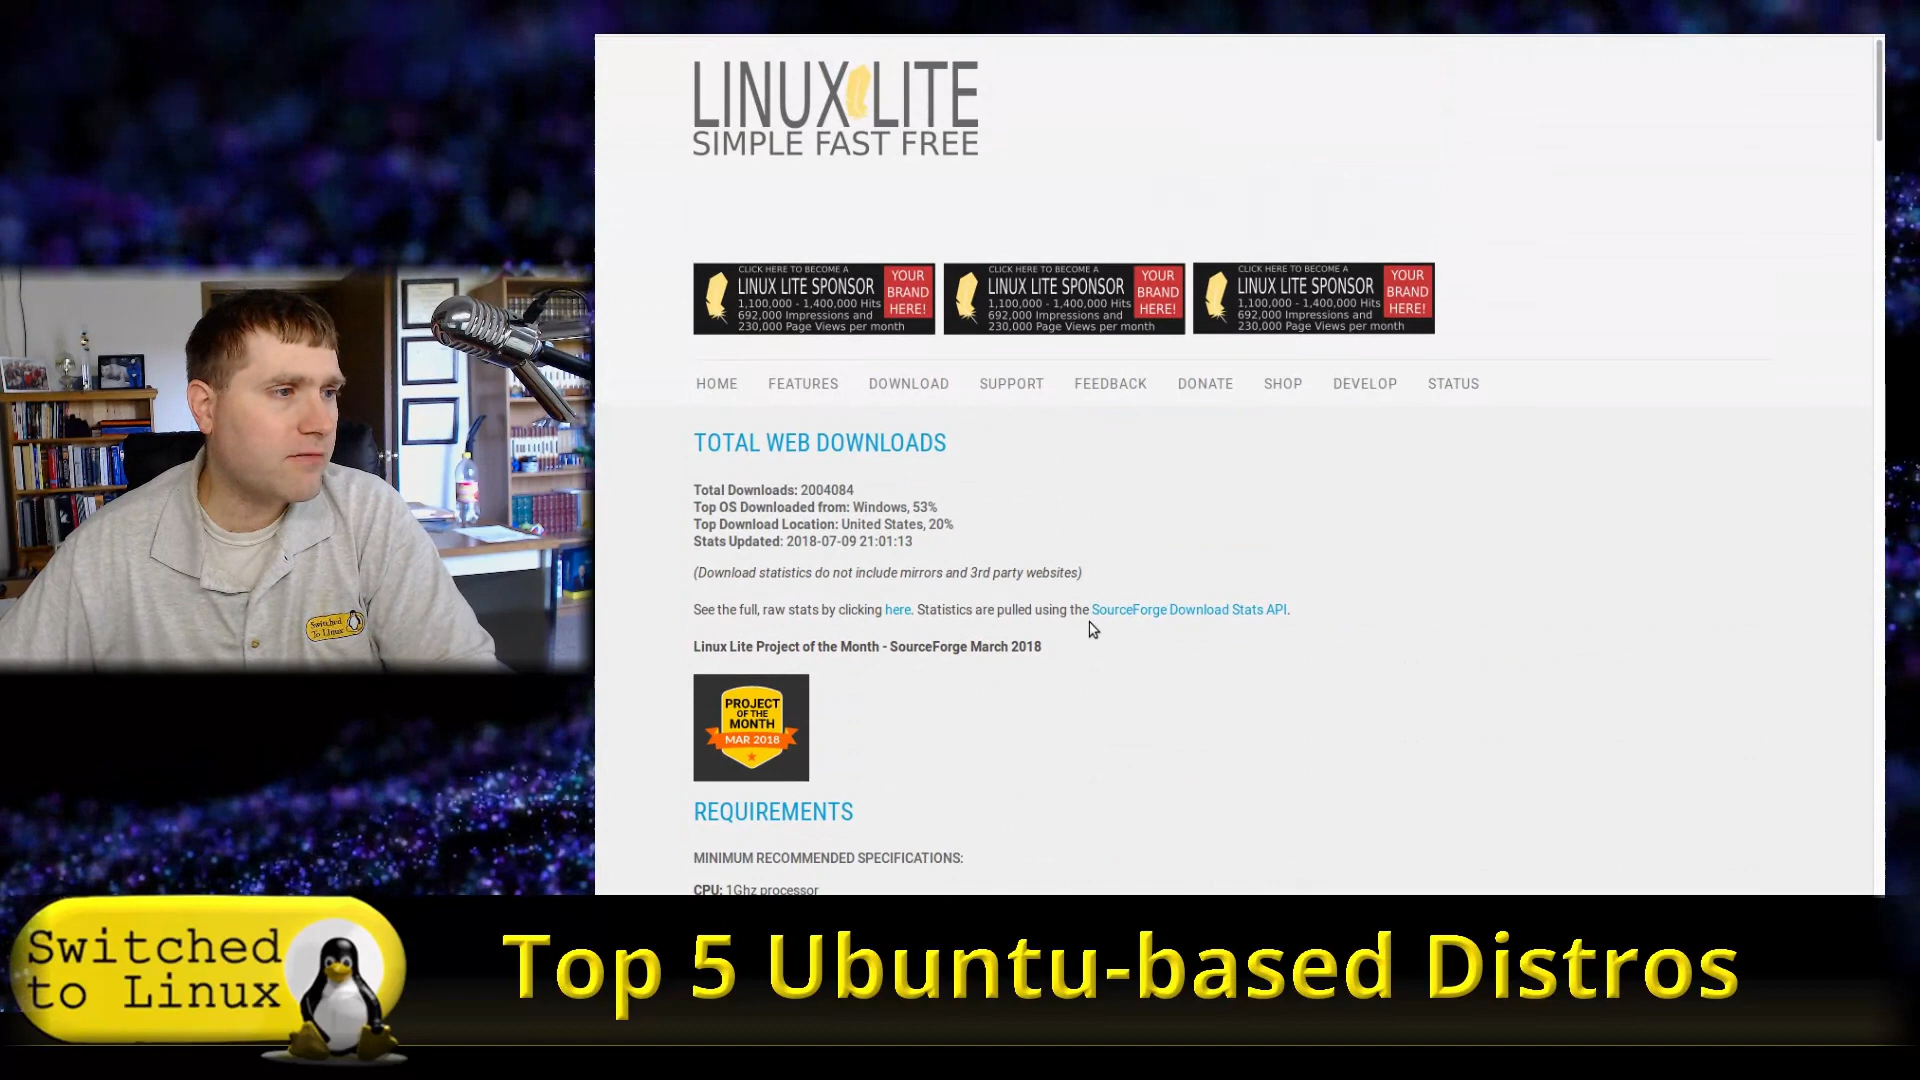 LINUX LITE
SIMPLE FAST FREE
CLICK HERE TO BECOME A
LINUX LITE SPONSOR
1,100,000 - 1,400,000 Hits
692,000 Impressions and
230,000 Page Views per month
YOUR
BRAND
HERE!
CLICK HERE TO BECOME A
LINUX LITE SPONSOR
1,100,000 - 1,400,000 Hits
692,000 Impressions and
230,000 Page Views per month
YOUR
BRAND
HERE!
CLICK HERE TO BECOME A
LINUX LITE SPONSOR
1,100,000 - 1,400,000 Hits
692,000 Impressions and
230,000 Page Views per month
YOUR
BRAND
HERE!
HOME FEATURES DOWNLOAD SUPPORT FEEDBACK DONATE SHOP DEVELOP STATUS
TOTAL WEB DOWNLOADS
Total Downloads: 2004084
Top OS Downloaded from: Windows, 53%
Top Download Location: United States, 20%
Stats Updated: 2018-07-09 21:01:13
(Download statistics do not include mirrors and 3rd party websites)
See the full, raw stats by clicking here. Statistics are pulled using the SourceForge Download Stats API.
Linux Lite Project of the Month - SourceForge March 2018
PROJECT
OF THE
MONTH
MAR 2018
REQUIREMENTS
MINIMUM RECOMMENDED SPECIFICATIONS:
CPU: 1Ghz processor
Switched
To Linux
Switched
to Linux
Top 5 Ubuntu-based Distros